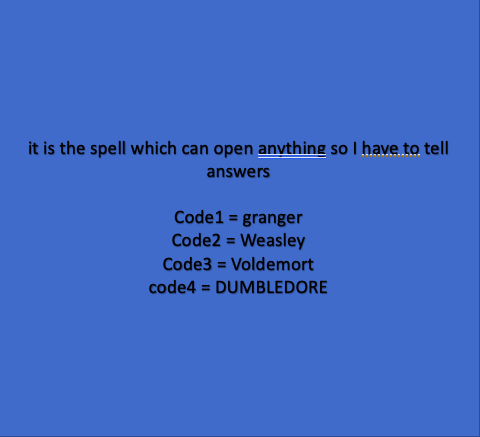 it is the spell which can open anything so I have to tell
answers
Code1 = granger
Code2 = Weasley
Code3 = Voldemort
code4 = DUMBLEDORE